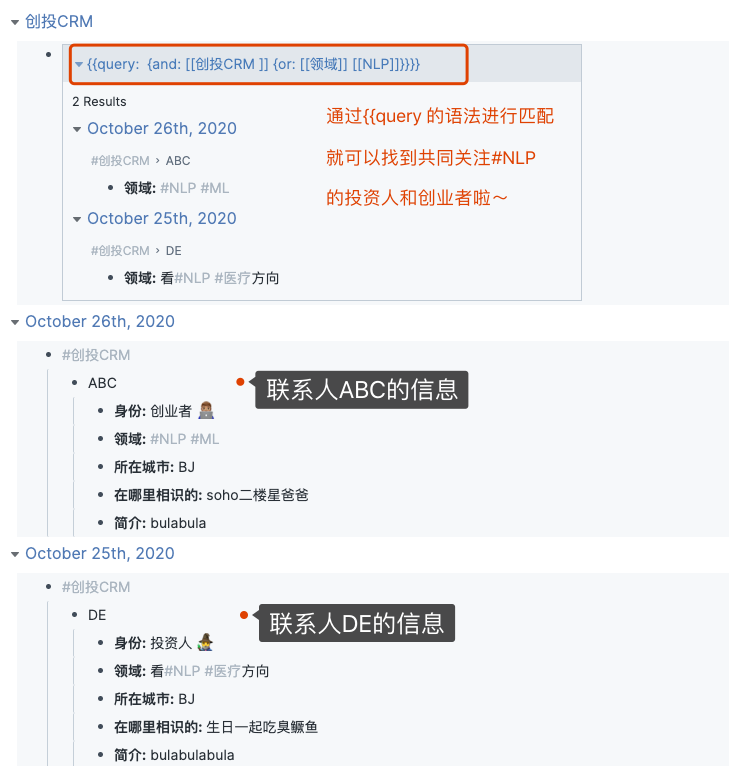 创投CRM
{{query:  {and: [[创投CRM ]] {or: [[领域]] [[NLP]]}}}}
2 Results
通过{{query 的语法进行匹配
就可以找到共同关注#NLP
的投资人和创业者啦～
October 26th, 2020
#创投CRM › ABC
领域: #NLP #ML
October 25th, 2020
#创投CRM › DE
领域: 看#NLP #医疗方向
October 26th, 2020
#创投CRM
ABC
联系人ABC的信息
身份: 创业者 👨🏽‍💻
领域: #NLP #ML
所在城市: BJ
在哪里相识的: soho二楼星爸爸
简介: bulabula
October 25th, 2020
#创投CRM
DE
联系人DE的信息
身份: 投资人
领域: 看#NLP #医疗方向
所在城市: BJ
在哪里相识的: 生日一起吃臭鳜鱼
简介: bulabulabula